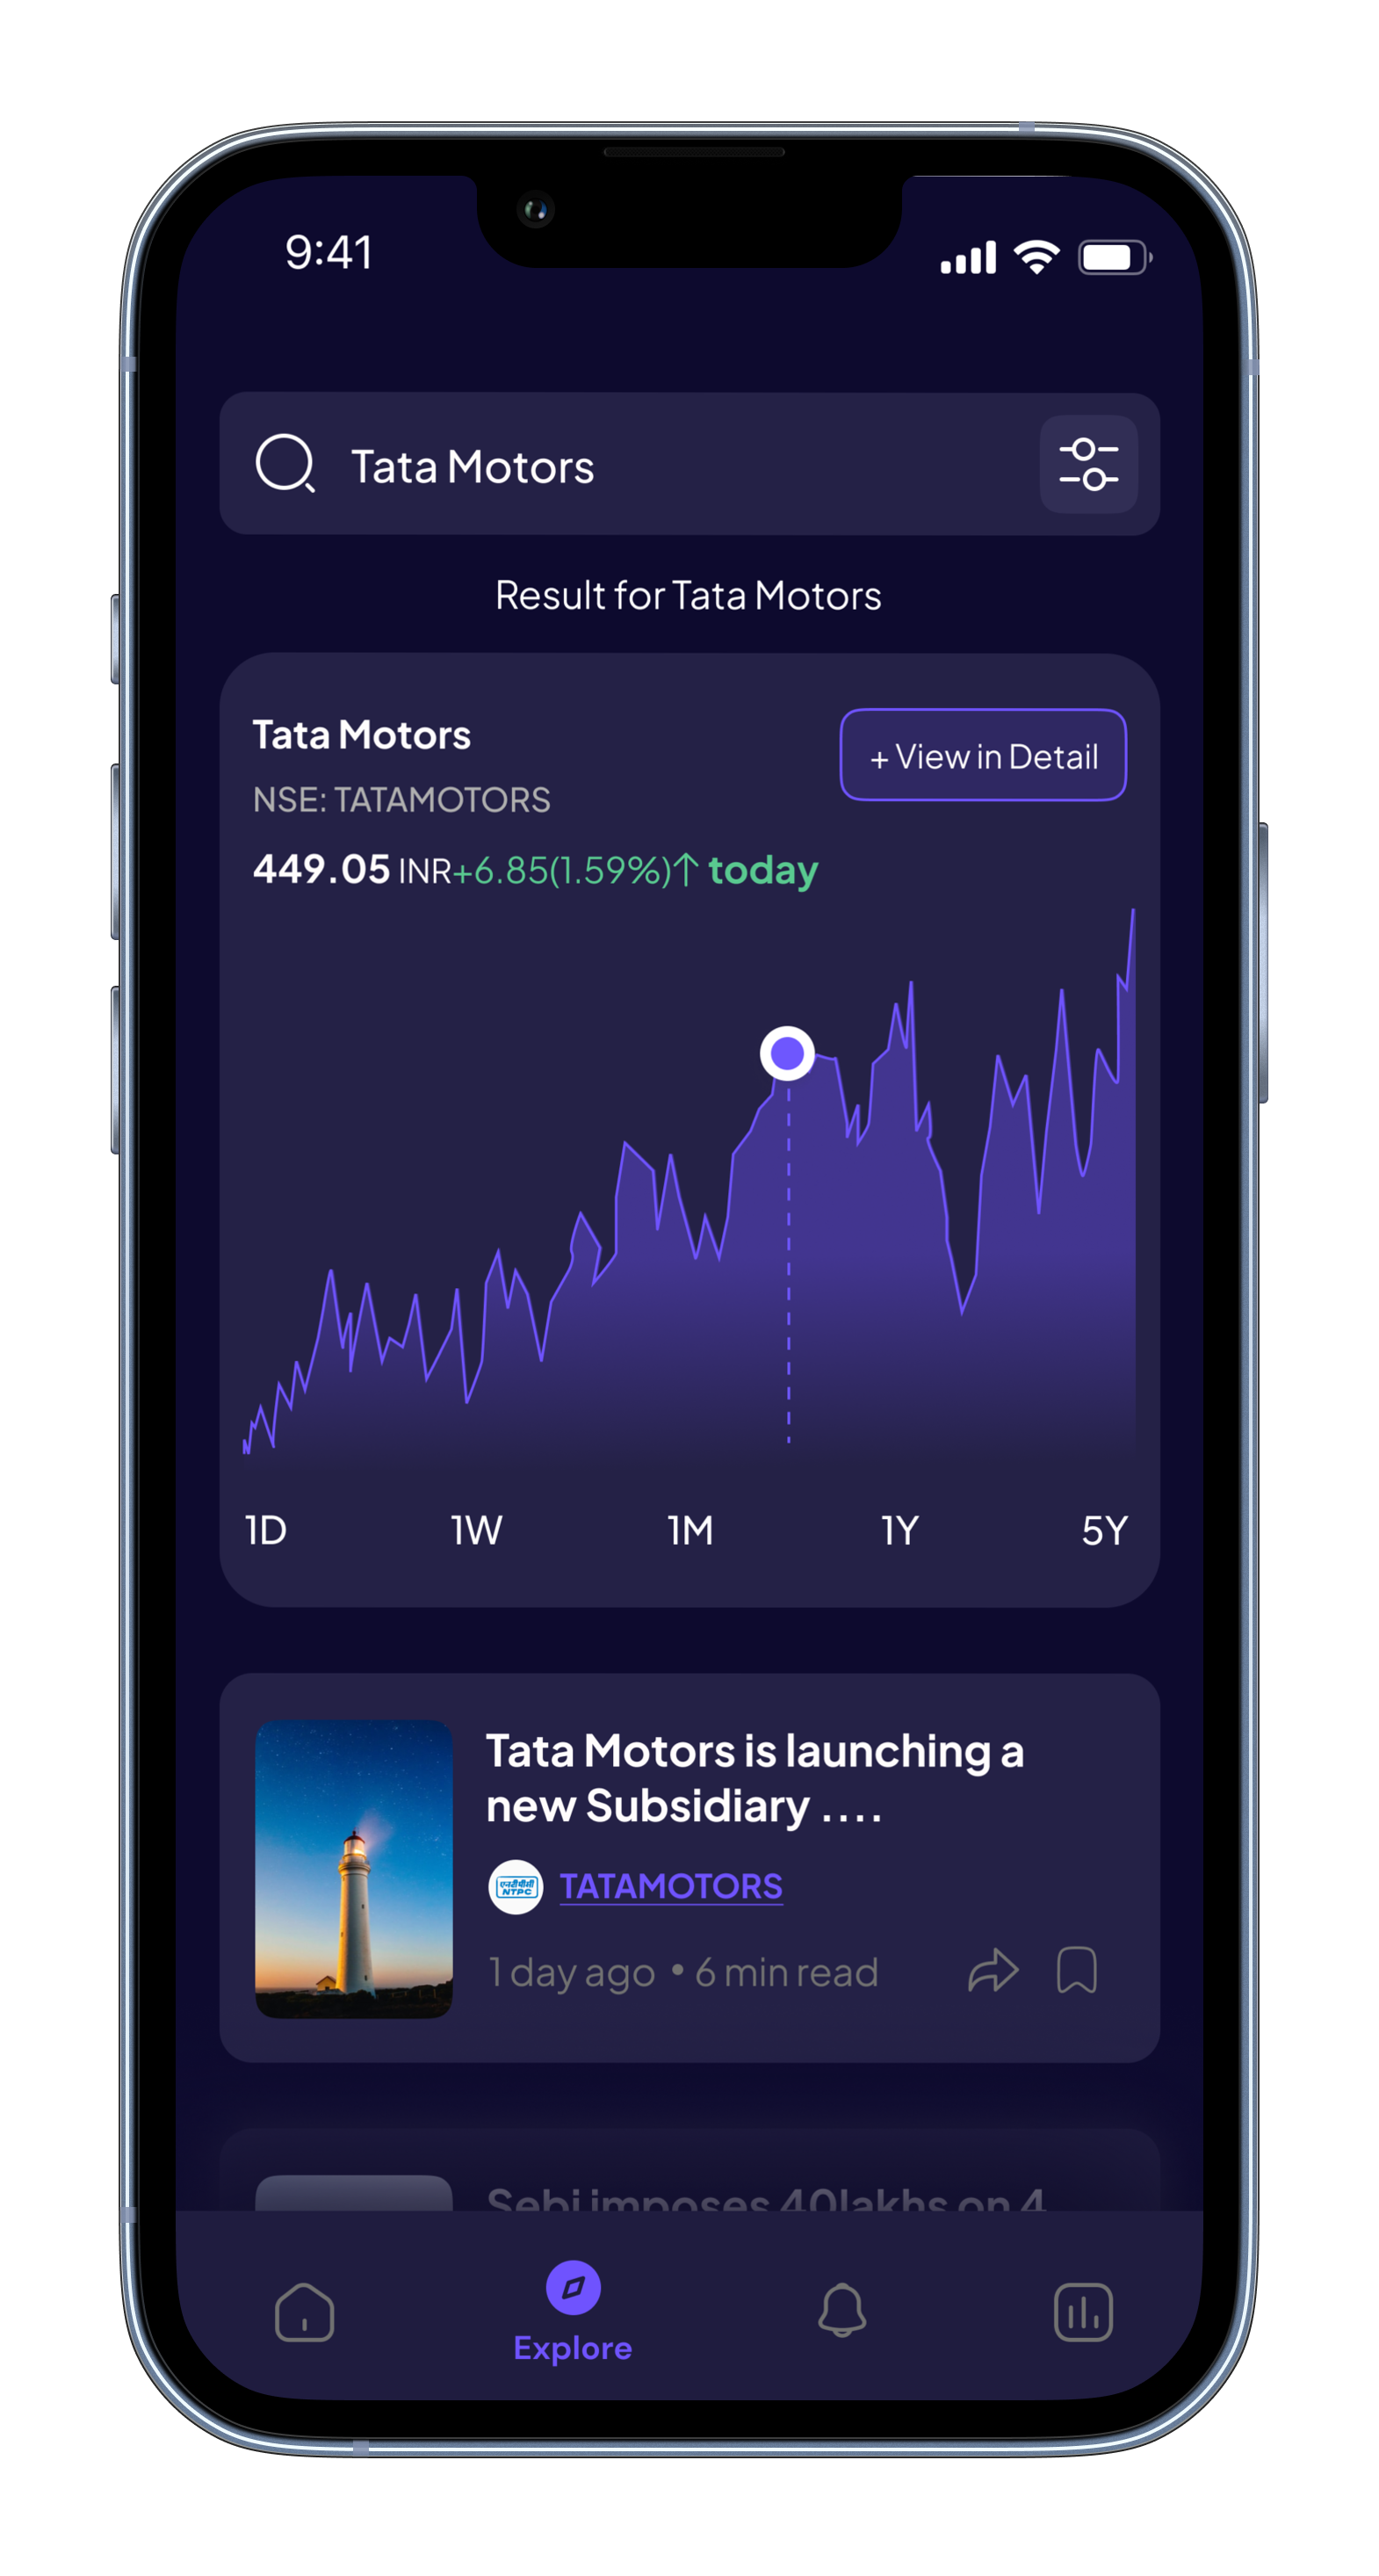 9:41
Tata Motors
Result for Tata Motors
Tata Motors
+ View in Detail
NSE: TATAMOTORS
449.05 INR+6.85(1.59%)↑ today
1D 1W 1M 1Y 5Y
Tata Motors is launching a
new Subsidiary ....
एनटीपीसी
NTPC
TATAMOTORS
1 day ago • 6 min read
Sebi imposes 40lakhs on 4
Explore